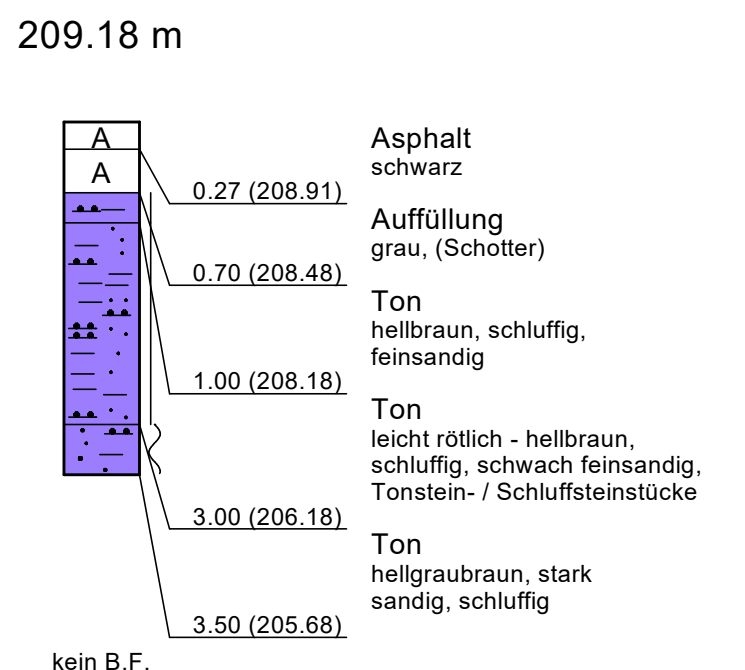 209.18 m
A
A
Asphalt
schwarz
0.27 (208.91)
Auffüllung
grau, (Schotter)
0.70 (208.48)
Ton
hellbraun, schluffig,
feinsandig
1.00 (208.18)
Ton
leicht rötlich - hellbraun,
schluffig, schwach feinsandig,
Tonstein- / Schluffsteinstücke
3.00 (206.18)
Ton
hellgraubraun, stark
sandig, schluffig
3.50 (205.68)
kein B.F.